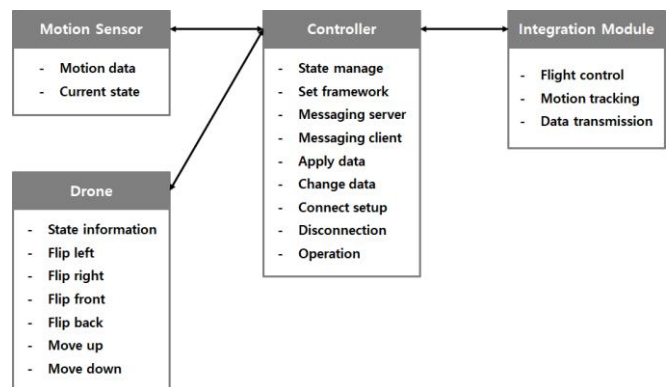 Motion Sensor
- Motion data
- Current state
Controller
- State manage
- Set framework
- Messaging server
- Messaging client
- Apply data
- Change data
- Connect setup
- Disconnection
- Operation
Integration Module
- Flight control
- Motion tracking
- Data transmission
Drone
- State information
- Flip left
- Flip right
- Flip front
- Flip back
- Move up
- Move down